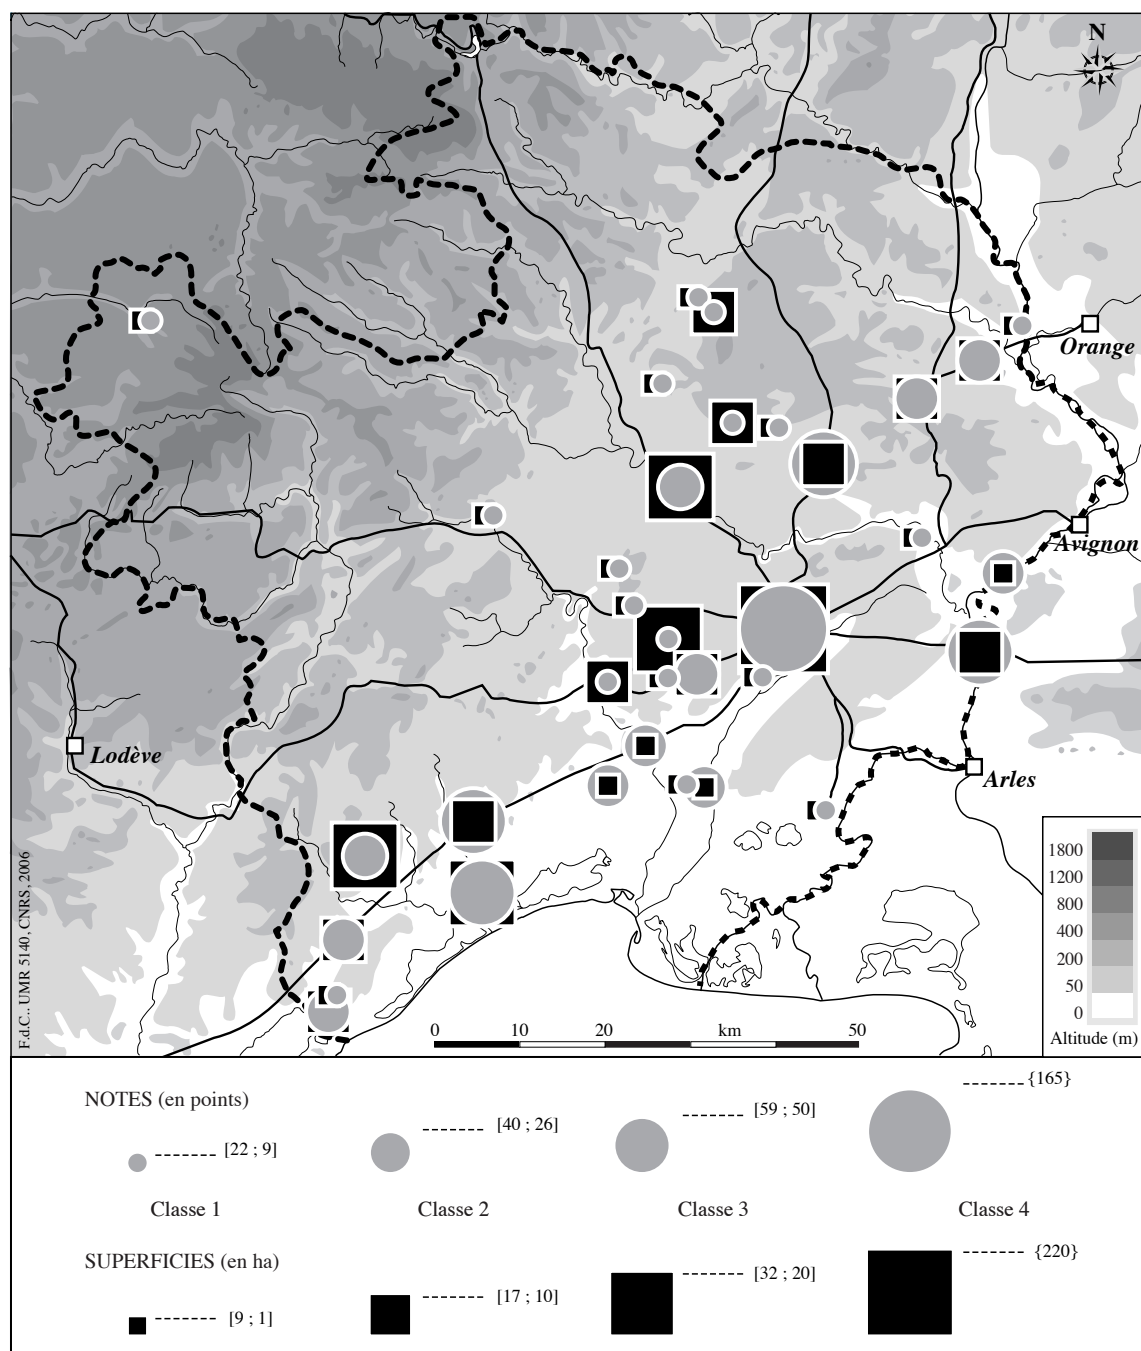 N
Orange
Avignon
Lodève
Arles
F.d.C.. UMR 5140, CNRS, 2006
1800
1200
800
400
200
50
0
Altitude (m)
0 10 20 km 50
NOTES (en points)
[22 ; 9]
[40 ; 26]
[59 ; 50]
{165}
Classe 1 Classe 2 Classe 3 Classe 4
SUPERFICIES (en ha)
[9 ; 1]
[17 ; 10]
[32 ; 20]
{220}